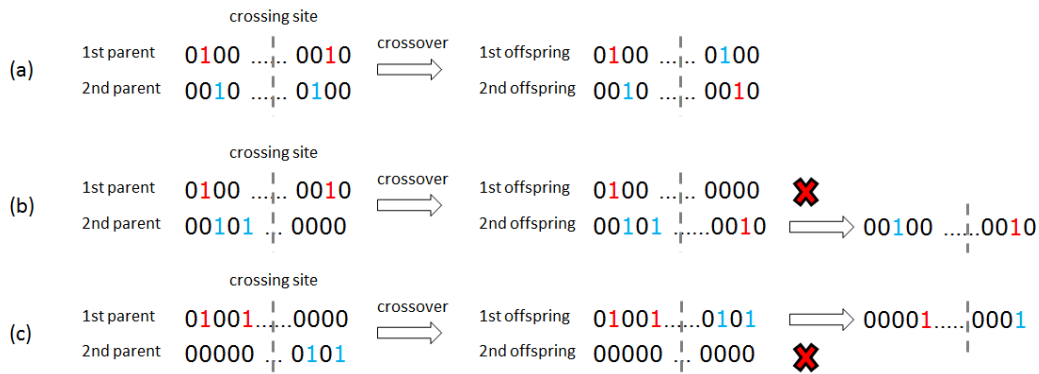 crossing site
1st parent 0100 ...... 0010 crossover 1st offspring 0100 ...... 0100
(a)
2nd parent 0010 ...... 0100 2nd offspring 0010 ...... 0010
crossing site
1st parent 0100 ...... 0010 crossover 1st offspring 0100 ...... 0000
(b)
2nd parent 00101 ... 0000 2nd offspring 00101 ......0010 00100 ......0010
crossing site
1st parent 01001......0000 crossover 1st offspring 01001......0101 00001......0001
(c)
2nd parent 00000 ... 0101 2nd offspring 00000 ... 0000